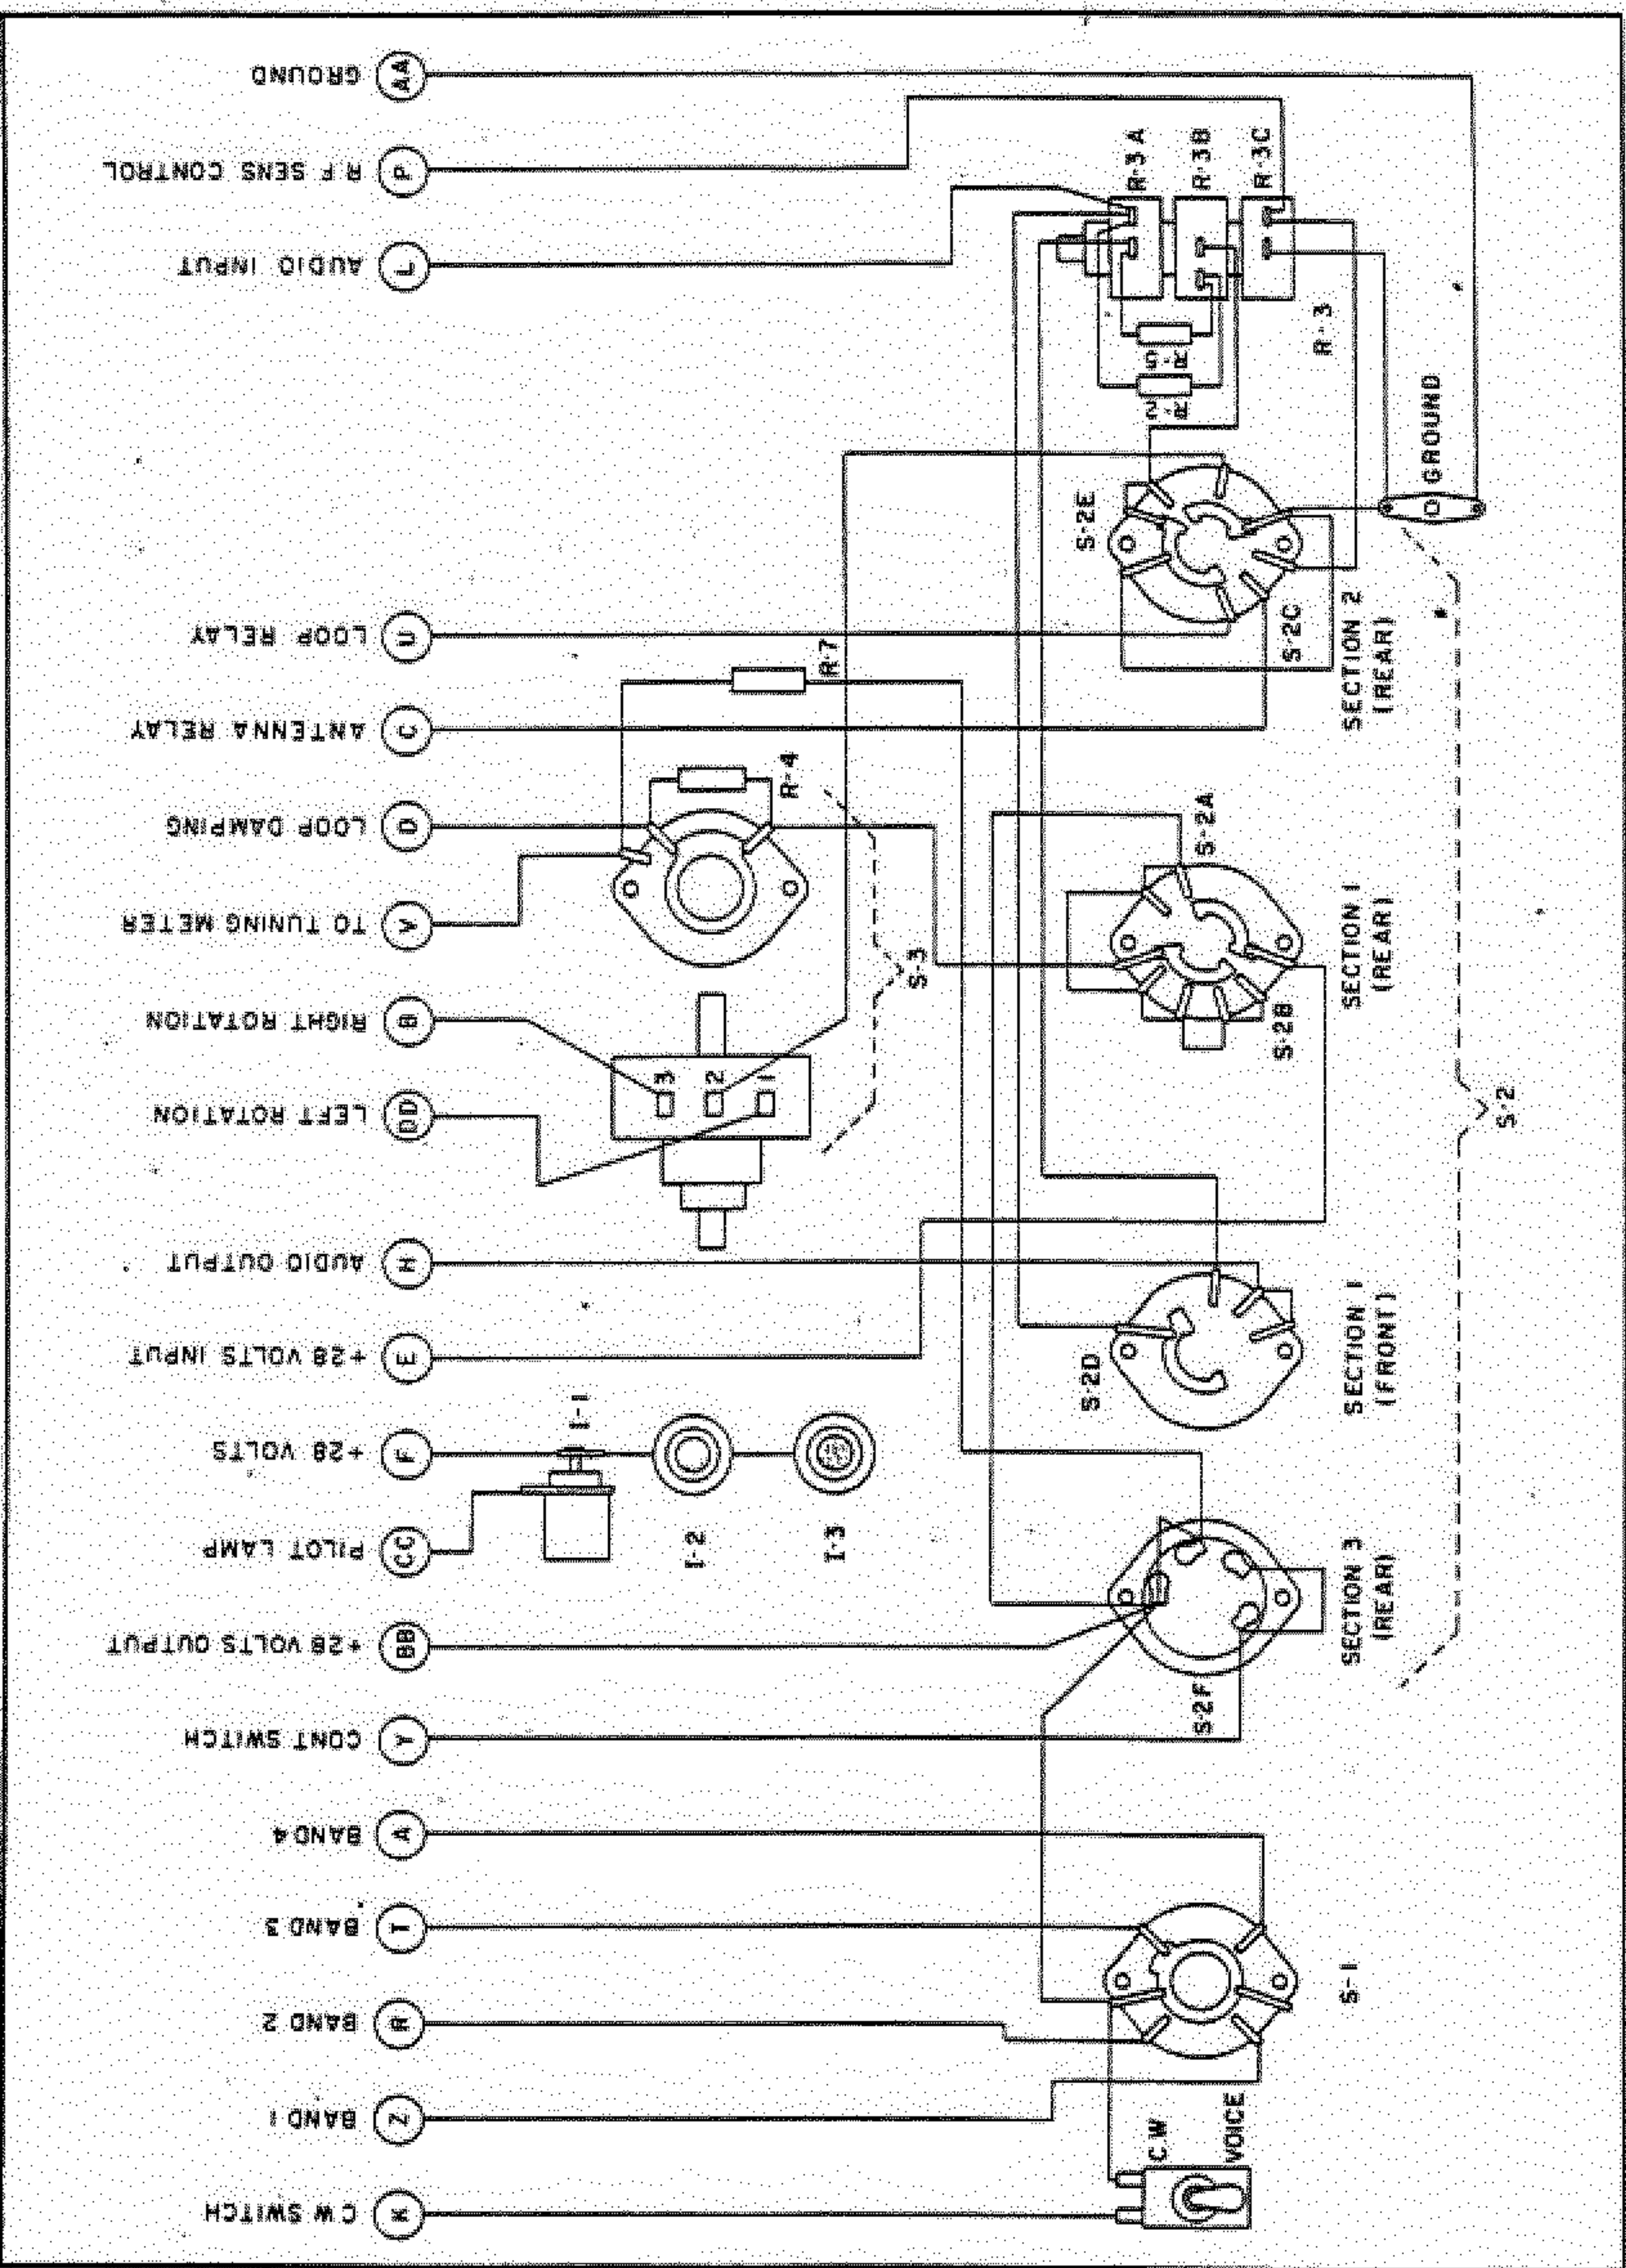 GROUND AA
R F SENS CONTROL P
AUDIO INPUT L
LOOP RELAY U
ANTENNA RELAY C
LOOP DAMPING D
TO TUNING METER V
RIGHT ROTATION B
LEFT ROTATION DD
AUDIO OUTPUT H
+28 VOLTS INPUT E
+28 VOLTS F
PILOT LAMP CC
+28 VOLTS OUTPUT BB
CONT SWITCH Y
BAND 4 A
BAND 3 T
BAND 2 R
BAND 1 Z
C W SWITCH K
R-3A
R-3B
R-3C
R-3
R-5
R-2
GROUND
S-2E
S-2C
SECTION 2
(REAR)
R-7
R-4
S-3
3
2
1
S-2A
S-2B
SECTION 1
(REAR)
S-2
S-2D
SECTION 1
(FRONT)
I-1
I-2
I-3
S-2F
SECTION 3
(REAR)
S-1
C.W
VOICE